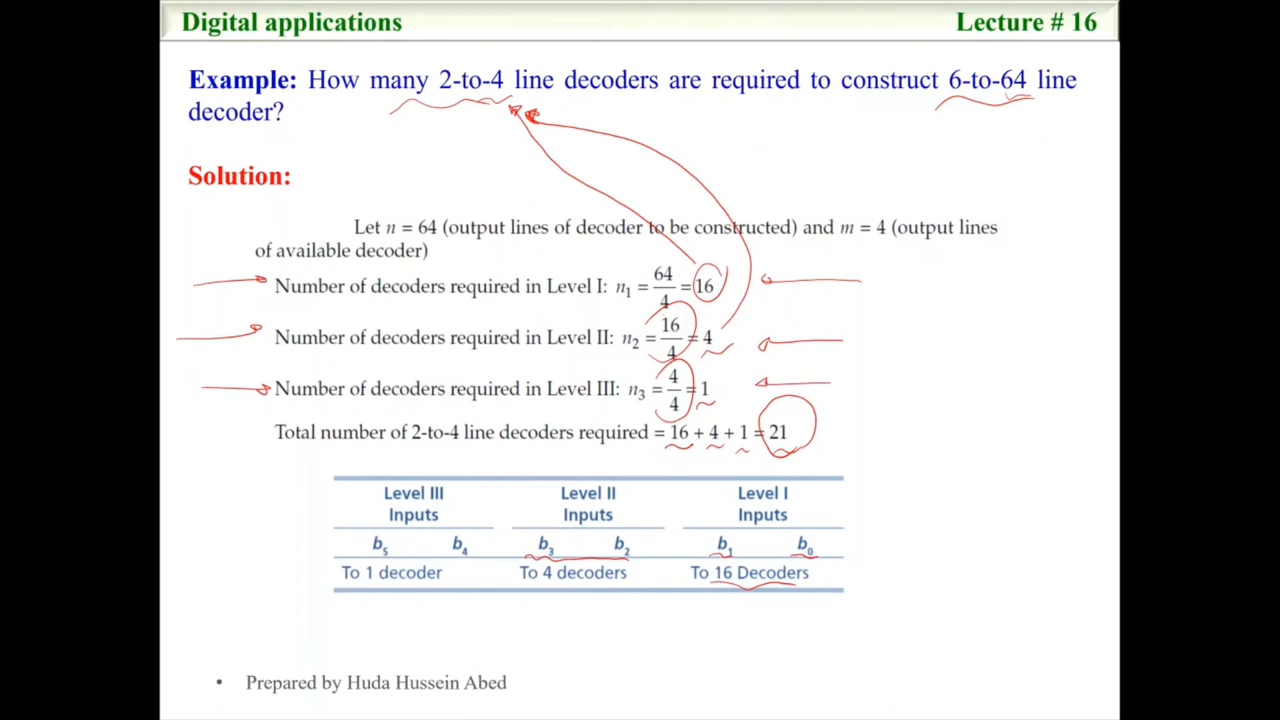 Digital applications Lecture # 16
Example: How many 2-to-4 line decoders are required to construct 6-to-64 line
decoder?
Solution:
Let n = 64 (output lines of decoder to be constructed) and m = 4 (output lines
of available decoder)
Number of decoders required in Level I: n₁ = 64/4 = 16
Number of decoders required in Level II: n₂ = 16/4 = 4
Number of decoders required in Level III: n₃ = 4/4 = 1
Total number of 2-to-4 line decoders required = 16 + 4 + 1 = 21
Level III Level II Level I
Inputs Inputs Inputs
b₅ b₄ b₃ b₂ b₁ b₀
To 1 decoder To 4 decoders To 16 Decoders
• Prepared by Huda Hussein Abed